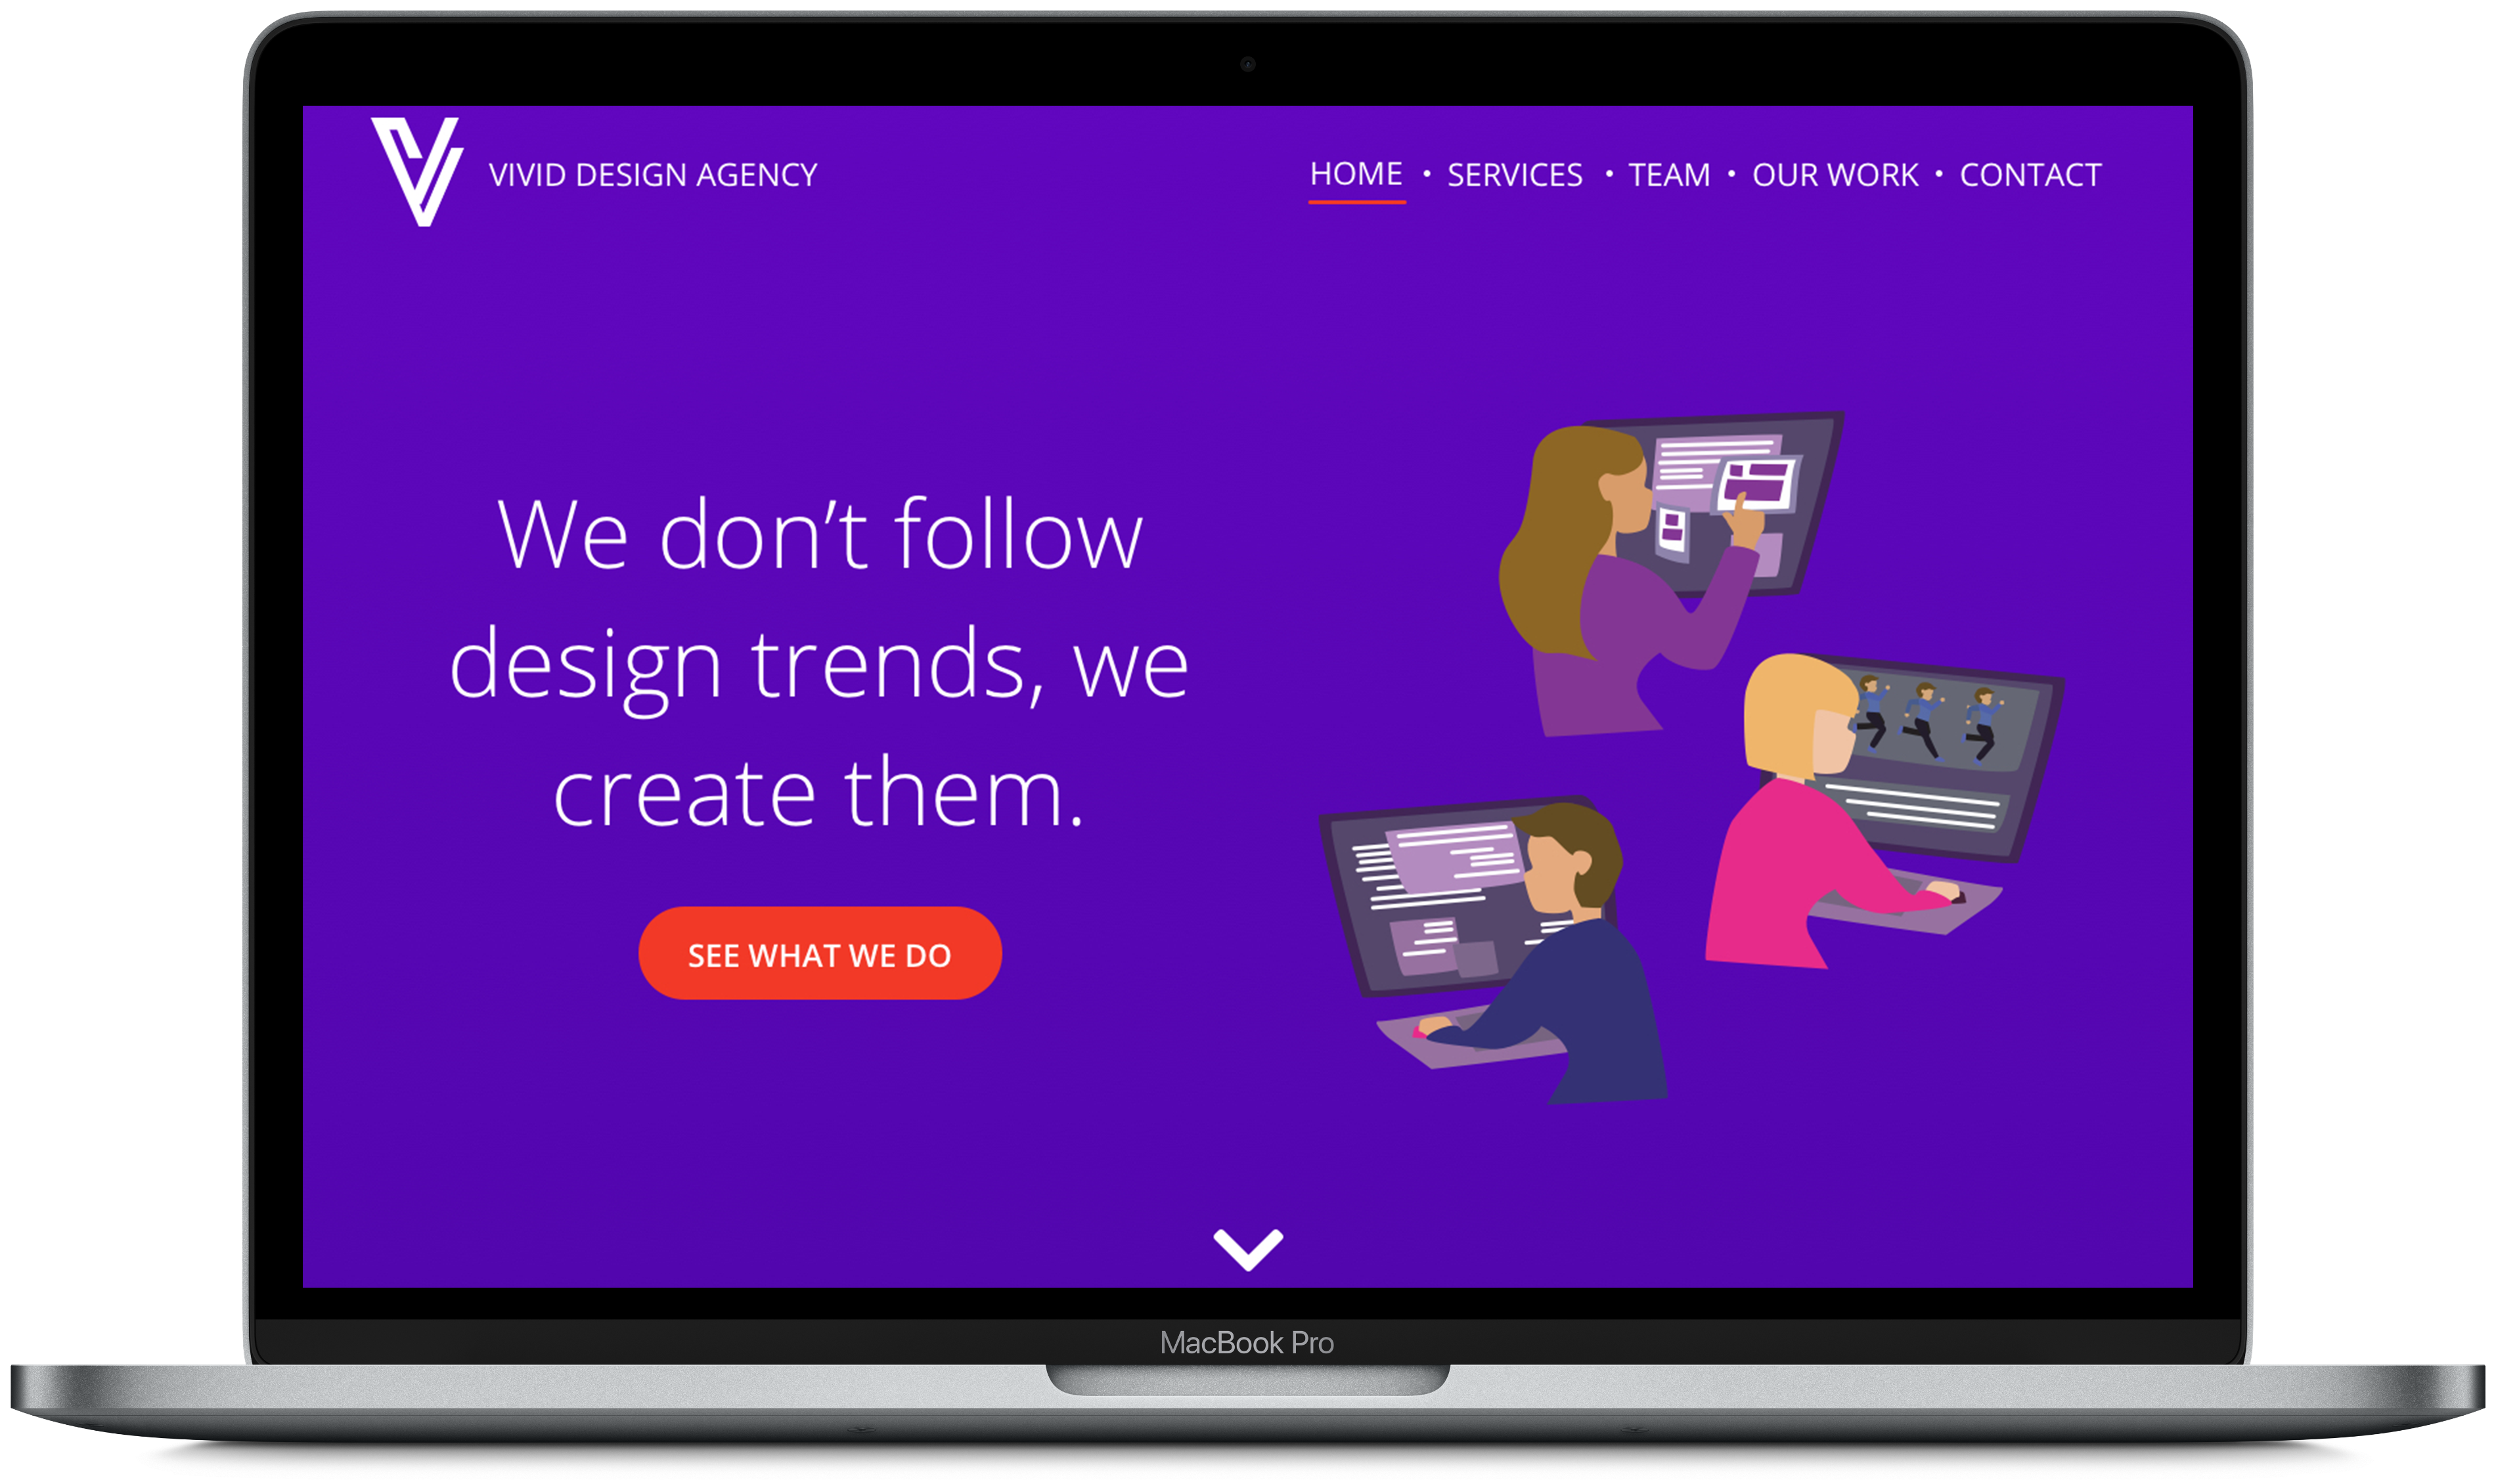 VIVID DESIGN AGENCY
HOME • SERVICES • TEAM • OUR WORK • CONTACT
We don’t follow
design trends, we
create them.
SEE WHAT WE DO
MacBook Pro